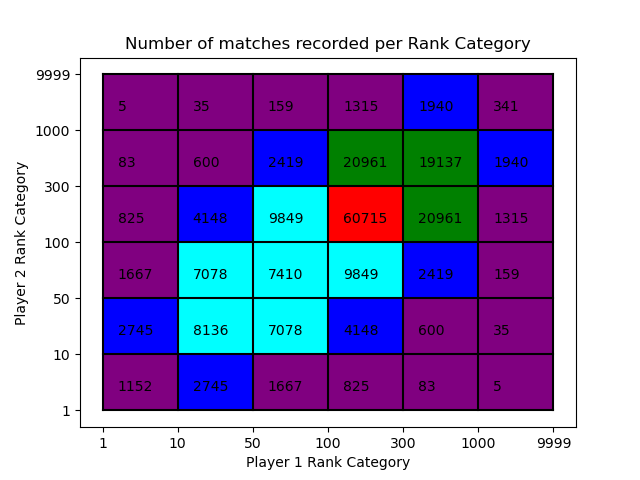 Number of matches recorded per Rank Category
9999
5 35 159 1315 1940 341
1000
83 600 2419 20961 19137 1940
300
825 4148 9849 60715 20961 1315
100
1667 7078 7410 9849 2419 159
50
2745 8136 7078 4148 600 35
10
1152 2745 1667 825 83 5
1
Player 2 Rank Category
1 10 50 100 300 1000 9999
Player 1 Rank Category